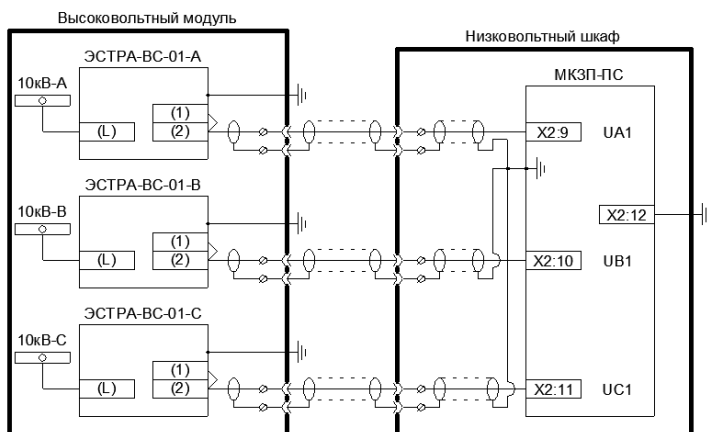 Высоковольтный модуль
Низковольтный шкаф
ЭСТРА-ВС-01-А
МКЗП-ПС
10кВ-А
(1)
(L)
(2)
X2:9
UA1
ЭСТРА-ВС-01-В
10кВ-В
X2:12
(1)
(L)
(2)
X2:10
UB1
ЭСТРА-ВС-01-С
10кВ-С
(1)
(L)
(2)
X2:11
UC1